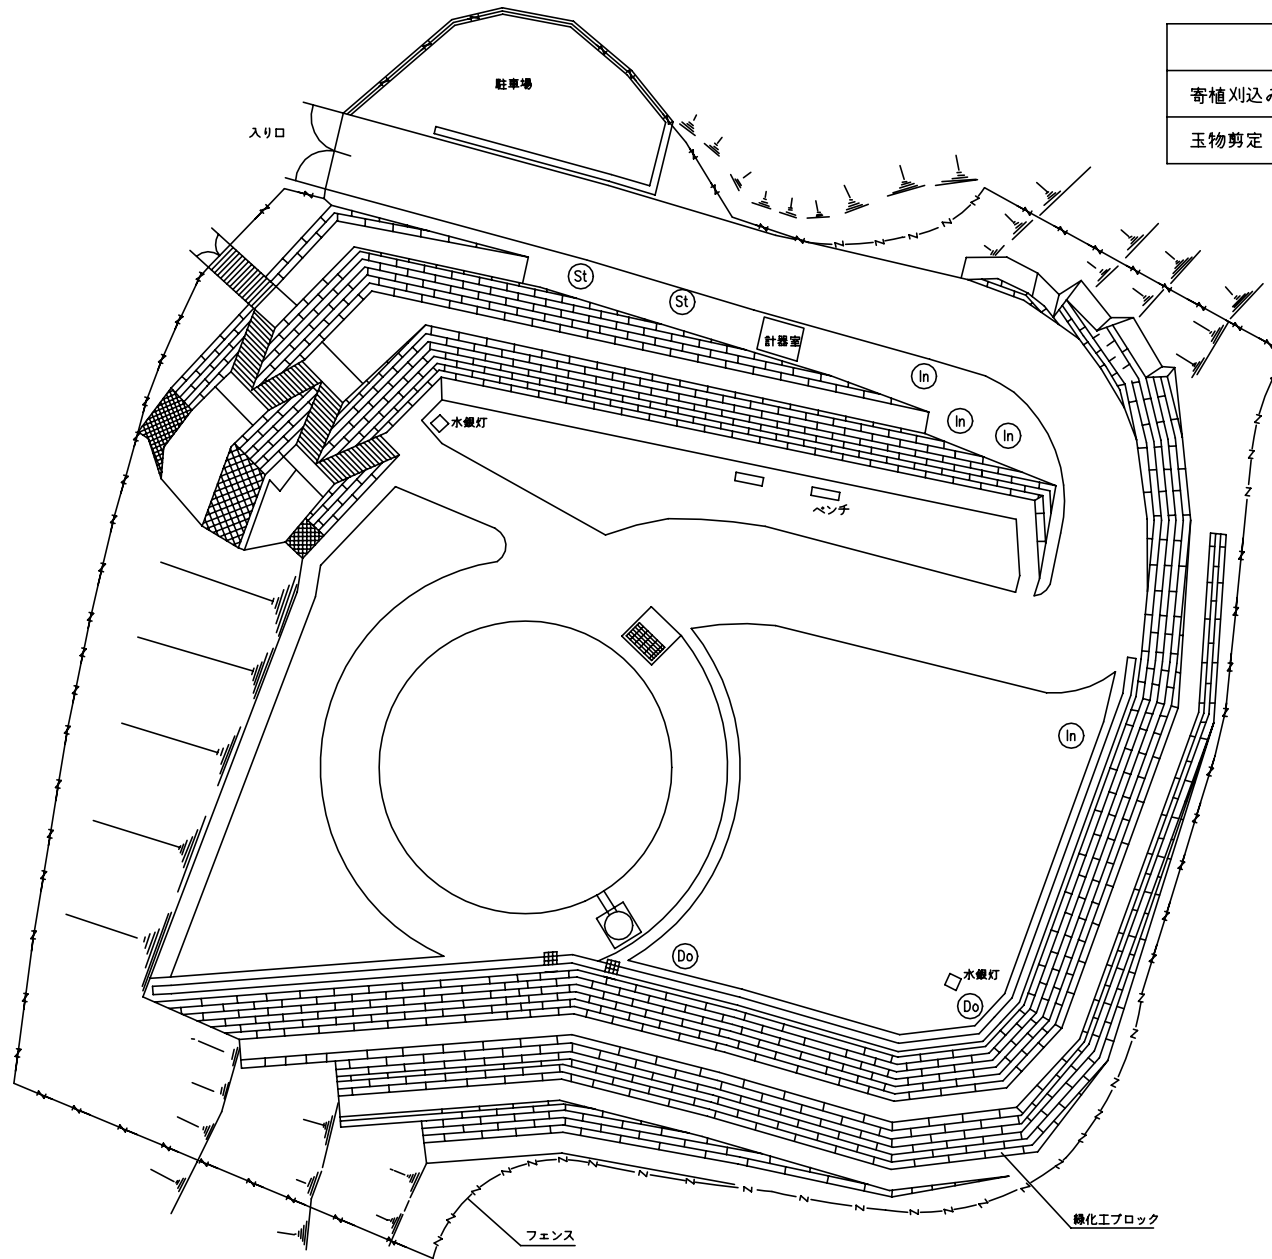 駐車場
入り口
寄植刈込み
玉物剪定
St
St
計器室
In
In
In
水銀灯
ベンチ
In
Do
水銀灯
Do
緑化工ブロック
フェンス